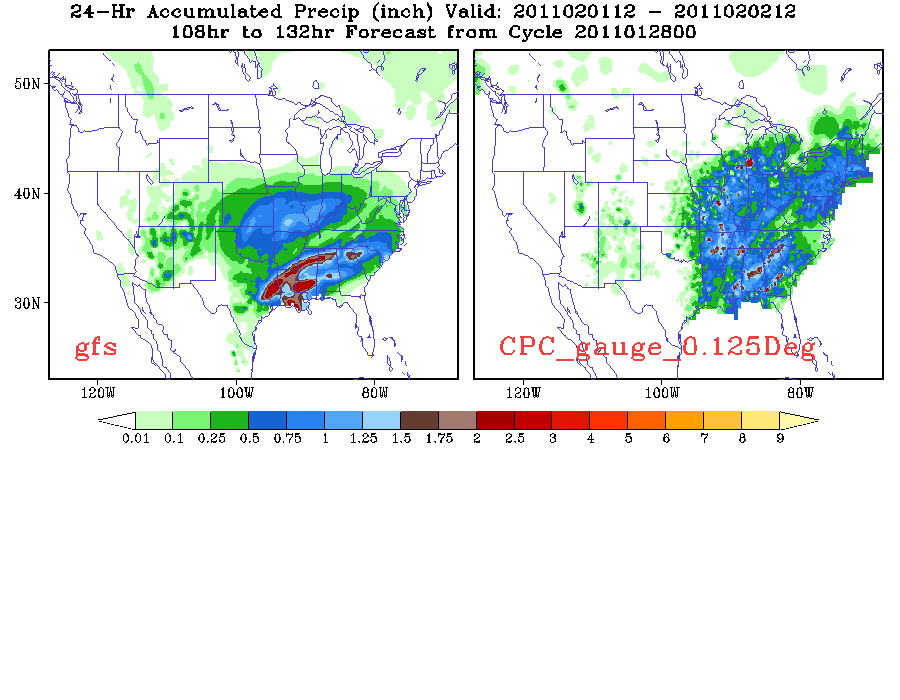 24-Hr Accumulated Precip (inch) Valid: 2011020112 - 2011020212
108hr to 132hr Forecast from Cycle 2011012800
50N
40N
30N
gfs
CPC_gauge_0.125Deg
120W 100W 80W 120W 100W 80W
0.01 0.1 0.25 0.5 0.75 1 1.25 1.5 1.75 2 2.5 3 4 5 6 7 8 9